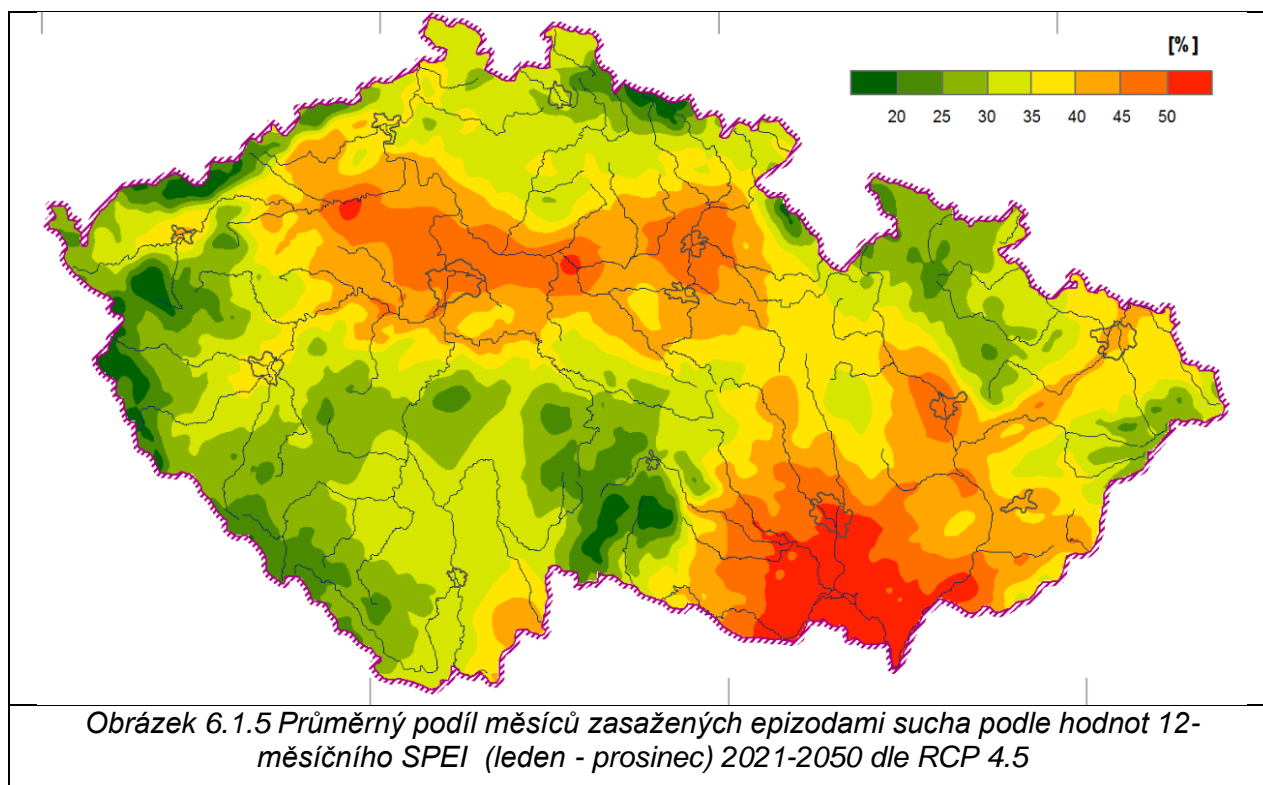 [%]
20 25 30 35 40 45 50
Obrázek 6.1.5 Průměrný podíl měsíců zasažených epizodami sucha podle hodnot 12-
měsíčního SPEI (leden - prosinec) 2021-2050 dle RCP 4.5